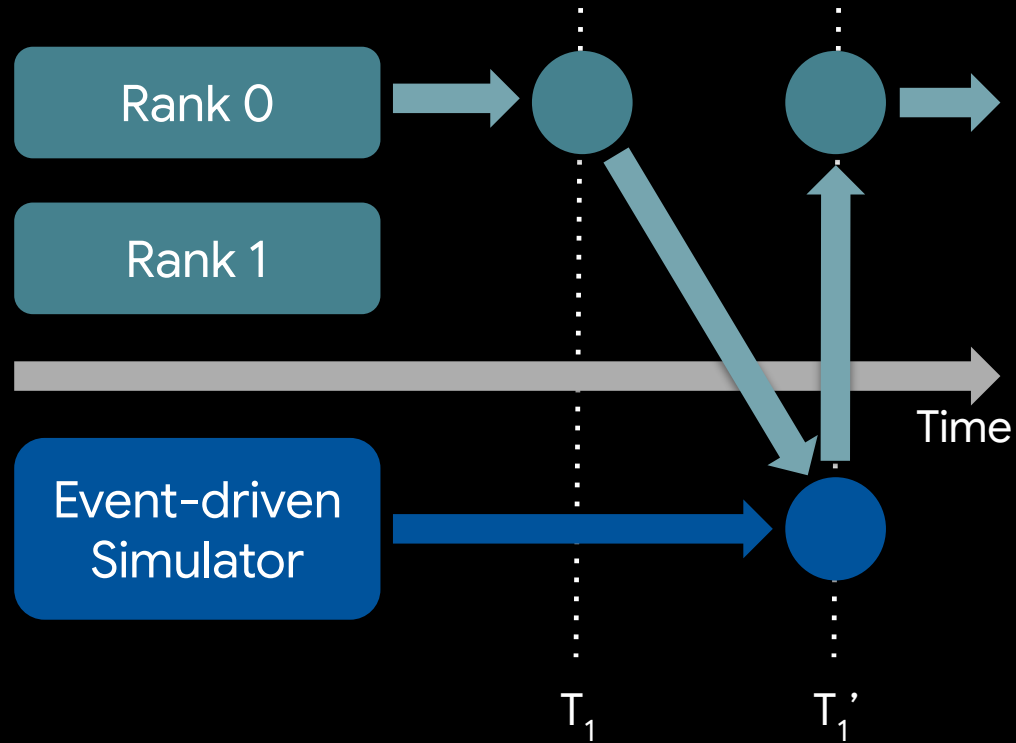 Rank 0
Rank 1
Time
Event-driven
Simulator
T₁
T₁’